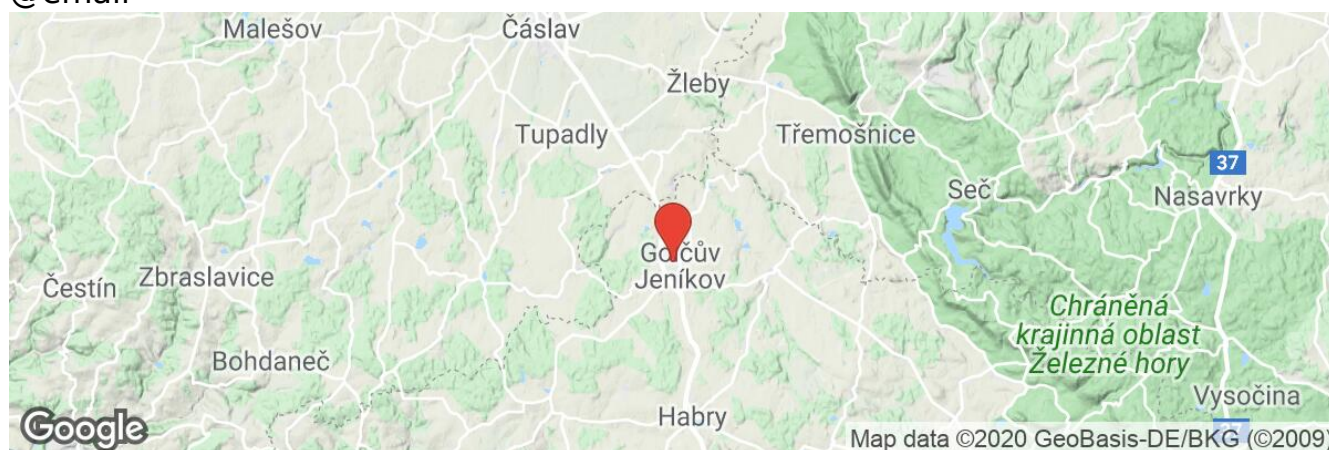 Malešov
Čáslav
Žleby
Tupadly
Třemošnice
37
Seč
Nasavrky
Golčův
Jeníkov
Zbraslavice
Čestín
Chráněná
krajinná oblast
Železné hory
Bohdaneč
Vysočina
Habry
Google
37
Map data ©2020 GeoBasis-DE/BKG (©2009)